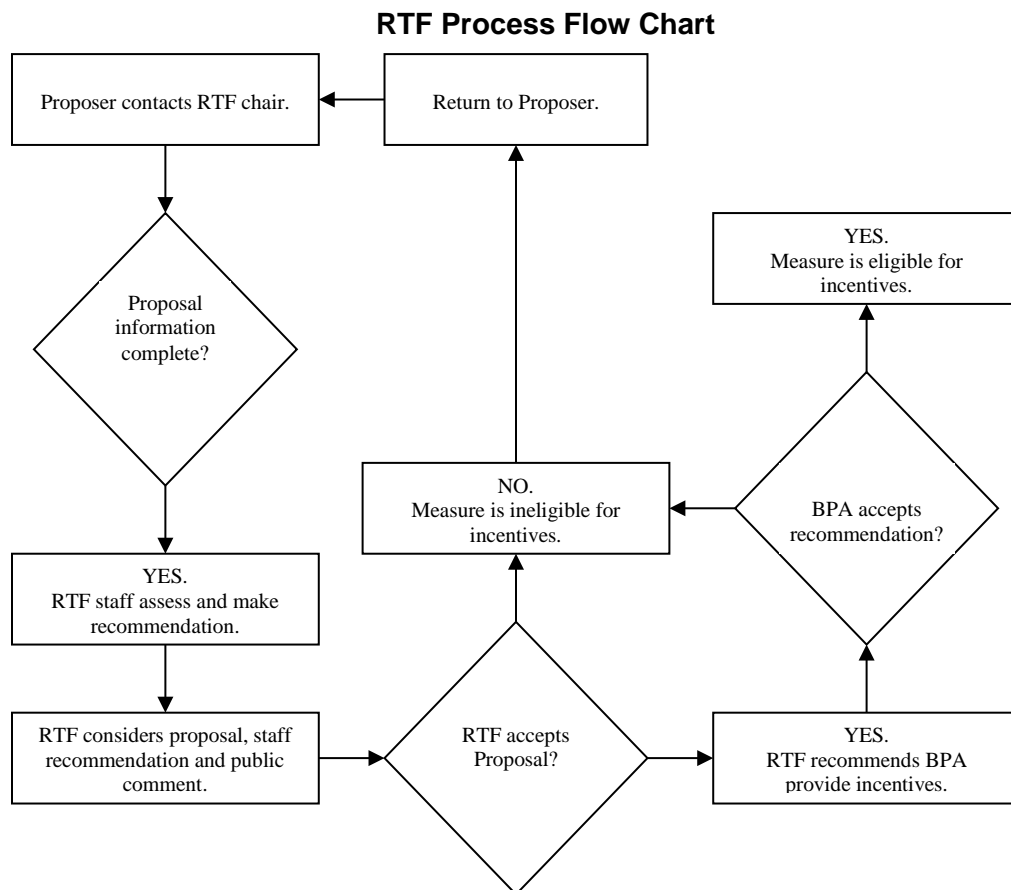 RTF Process Flow Chart
Proposer contacts RTF chair.
Return to Proposer.
Proposal
information
complete?
YES.
Measure is eligible for
incentives.
NO.
Measure is ineligible for
incentives.
BPA accepts
recommendation?
YES.
RTF staff assess and make
recommendation.
RTF considers proposal, staff
recommendation and public
comment.
RTF accepts
Proposal?
YES.
RTF recommends BPA
provide incentives.